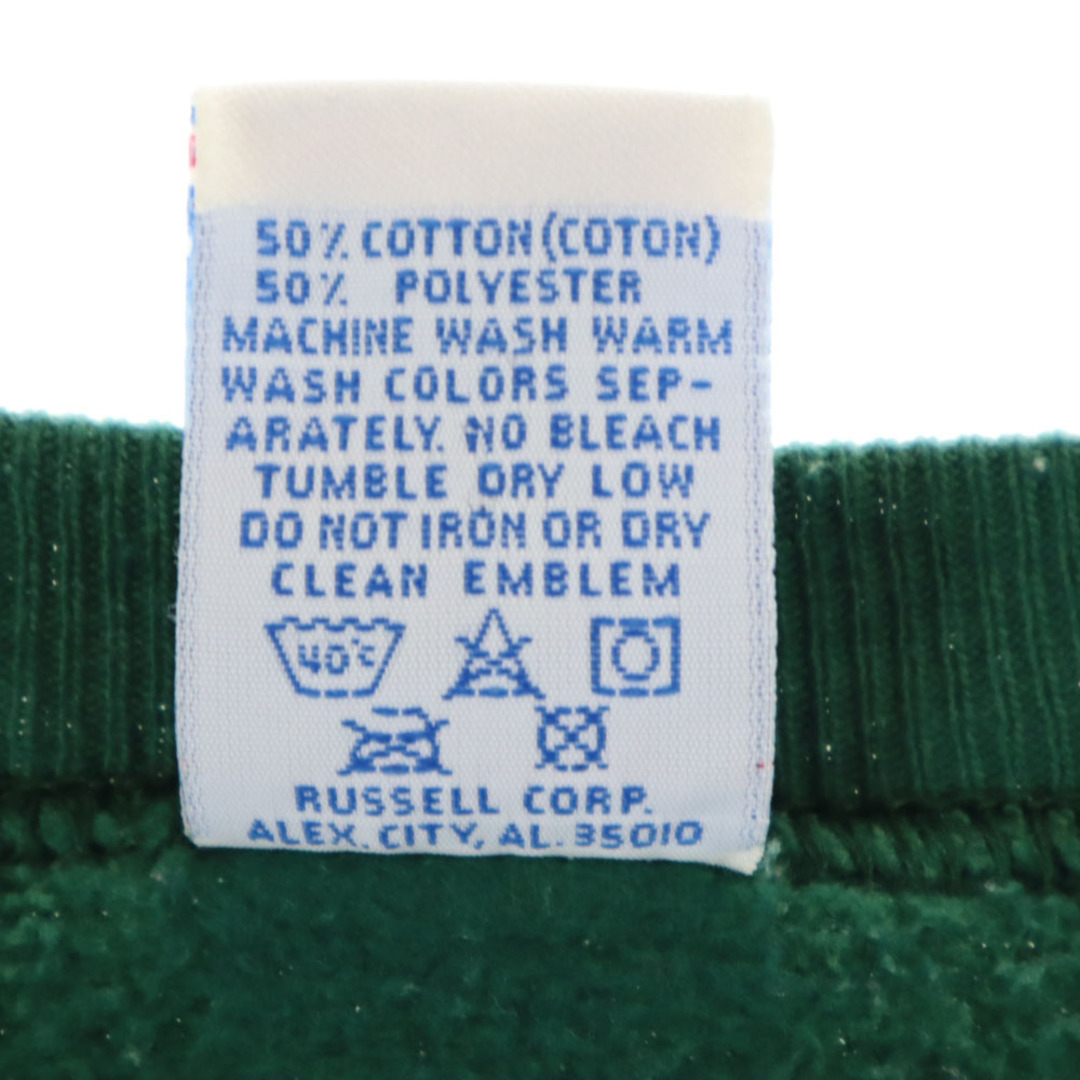 50% COTTON (COTON)
50% POLYESTER
MACHINE WASH WARM
WASH COLORS SEP-
ARATELY. NO BLEACH
TUMBLE DRY LOW
DO NOT IRON OR DRY
CLEAN EMBLEM
40°C
RUSSELL CORP.
ALEX. CITY, AL. 35010